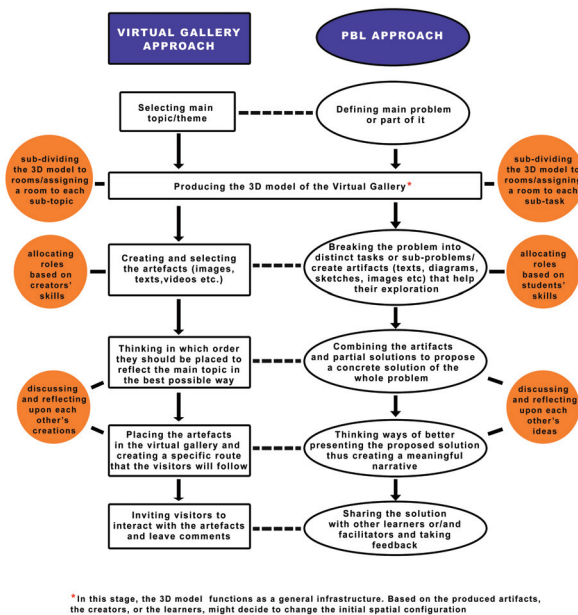 VIRTUAL GALLERY
APPROACH
PBL APPROACH
Selecting main
topic/theme
Defining main problem
or part of it
sub-dividing
the 3D model to
rooms/assigning
a room to each
sub-topic
Producing the 3D model of the Virtual Gallery*
sub-dividing
the 3D model to
rooms/assigning
a room to each
sub-task
allocating
roles
based on
creators'
skills
Creating and selecting
the artefacts (images,
texts,videos etc.)
Breaking the problem into
distinct tasks or sub-problems/
create artifacts (texts, diagrams,
sketches, images etc) that help
their exploration
allocating
roles
based on
students'
skills
Thinking in which order
they should be placed to
reflect the main topic in
the best possible way
Combining the artifacts
and partial solutions to propose
a concrete solution of the
whole problem
discussing
and reflecting
upon each
other's
creations
discussing
and reflecting
upon each
other's
ideas
Placing the artefacts
in the virtual gallery and
creating a specific route
that the visitors will follow
Thinking ways of better
presenting the proposed solution
thus creating a meaningful
narrative
Inviting visitors to
interact with the artefacts
and leave comments
Sharing the solution
with other learners or/and
facilitators and taking
feedback
*In this stage, the 3D model functions as a general infrastructure. Based on the produced artifacts,
the creators, or the learners, might decide to change the initial spatial configuration